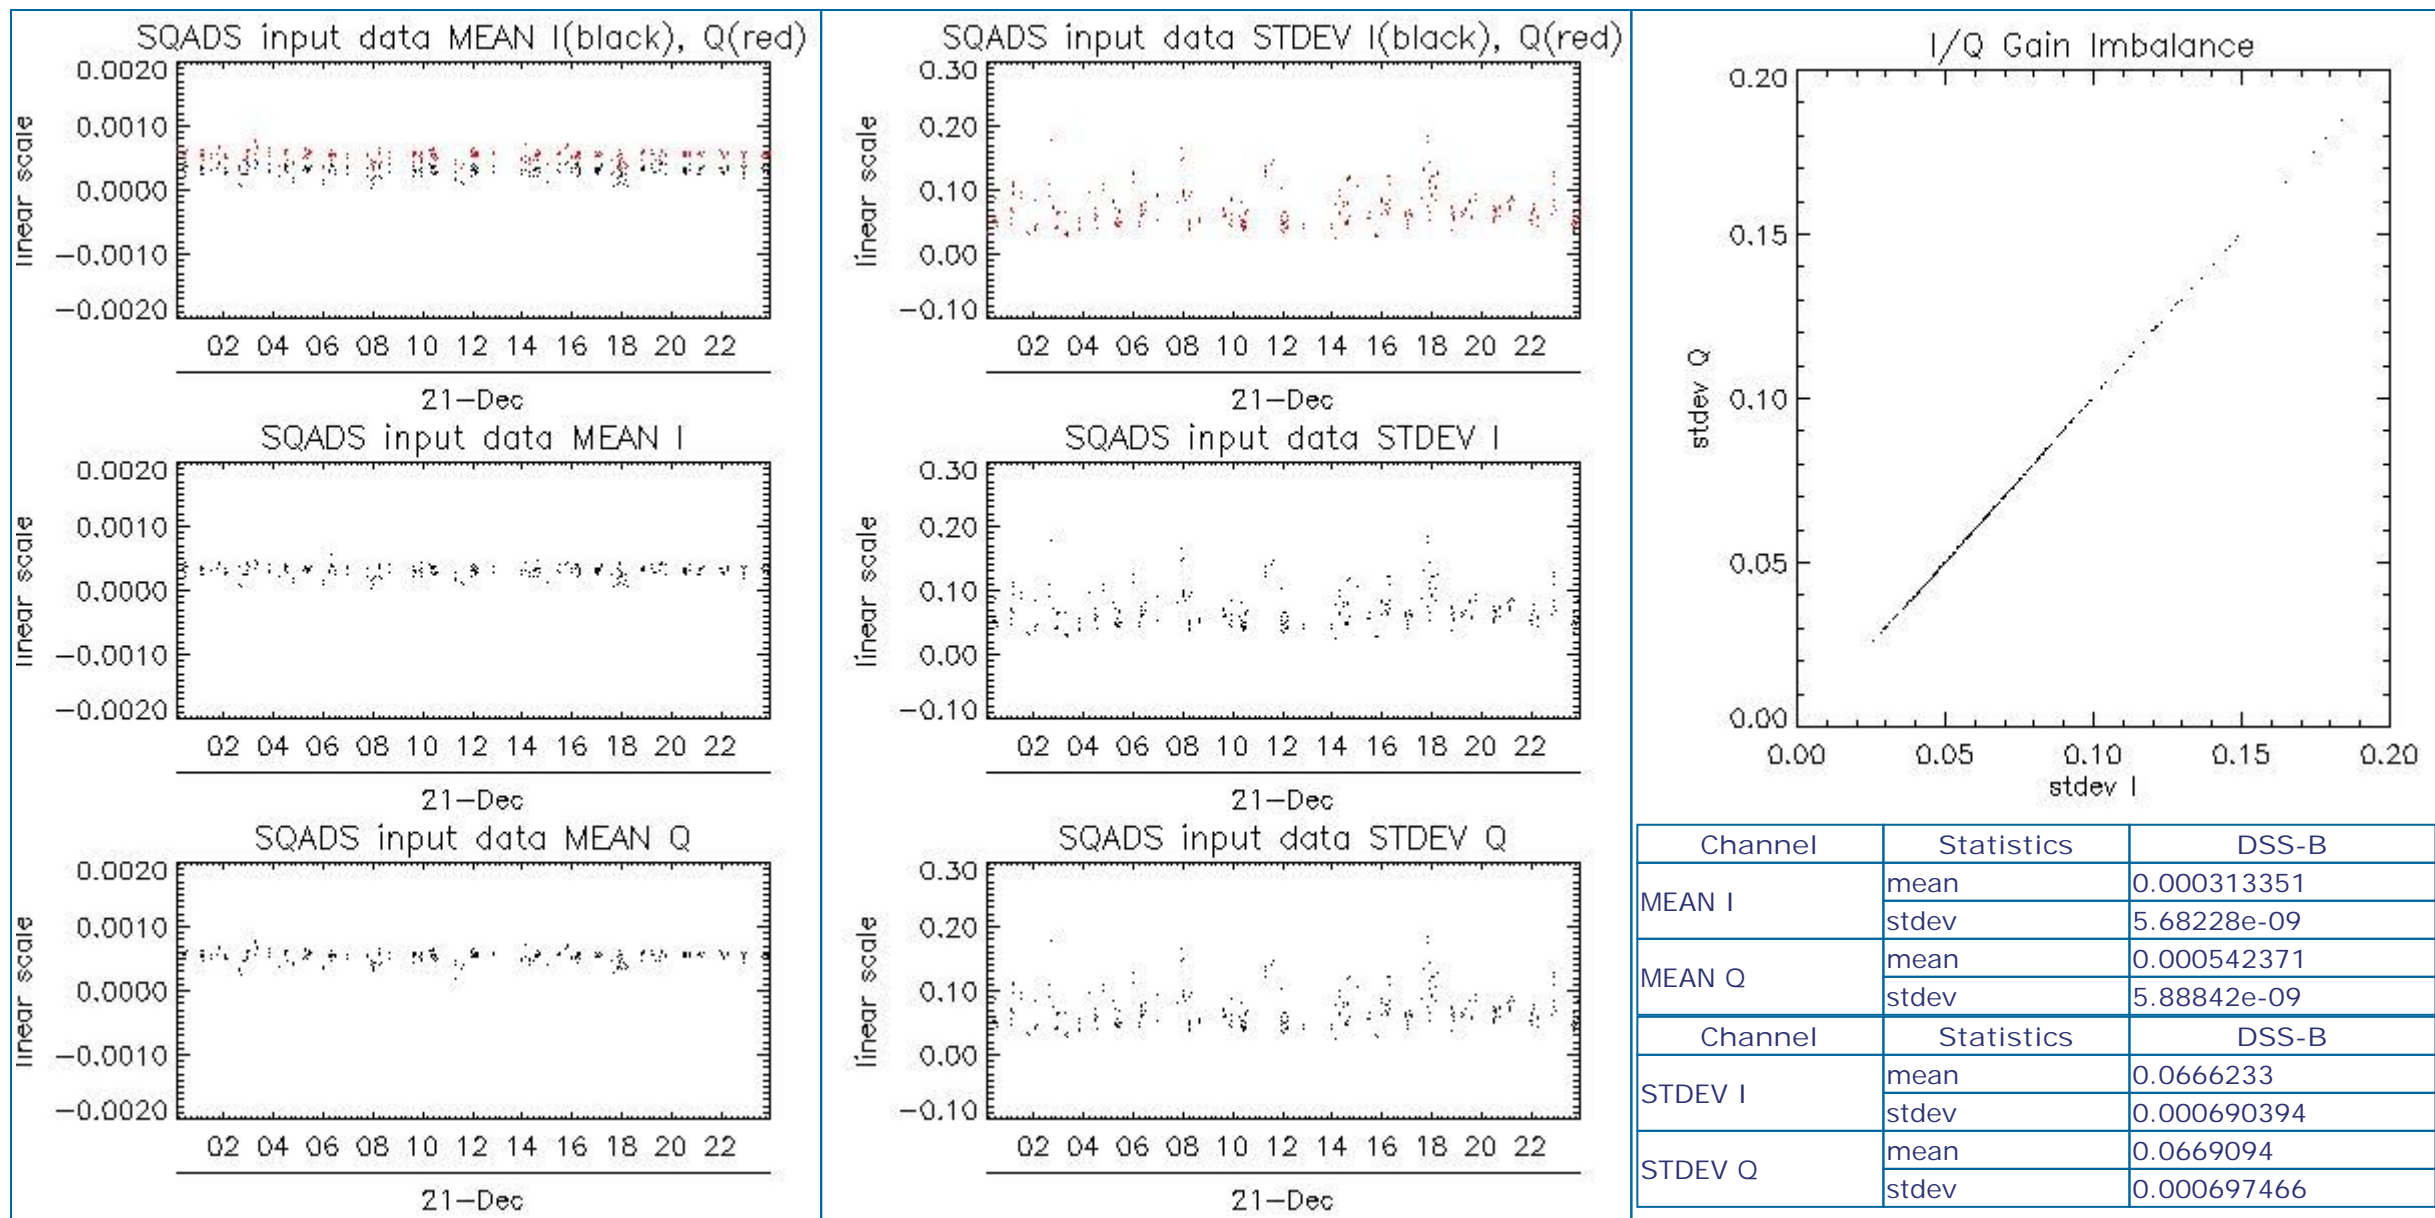 SQADS input data MEAN I(black), Q(red)
linear scale
0.0020
0.0010
0.0000
−0.0010
−0.0020
02 04 06 08 10 12 14 16 18 20 22
21−Dec
SQADS input data MEAN I
linear scale
0.0020
0.0010
0.0000
−0.0010
−0.0020
02 04 06 08 10 12 14 16 18 20 22
21−Dec
SQADS input data MEAN Q
linear scale
0.0020
0.0010
0.0000
−0.0010
−0.0020
02 04 06 08 10 12 14 16 18 20 22
21−Dec
SQADS input data STDEV I(black), Q(red)
linear scale
0.30
0.20
0.10
0.00
−0.10
02 04 06 08 10 12 14 16 18 20 22
21−Dec
SQADS input data STDEV I
linear scale
0.30
0.20
0.10
0.00
−0.10
02 04 06 08 10 12 14 16 18 20 22
21−Dec
SQADS input data STDEV Q
linear scale
0.30
0.20
0.10
0.00
−0.10
02 04 06 08 10 12 14 16 18 20 22
21−Dec
I/Q Gain Imbalance
stdev Q
0.20
0.15
0.10
0.05
0.00
0.00 0.05 0.10 0.15 0.20
stdev I
Channel Statistics DSS-B
MEAN I mean 0.000313351
stdev 5.68228e-09
MEAN Q mean 0.000542371
stdev 5.88842e-09
Channel Statistics DSS-B
STDEV I mean 0.0666233
stdev 0.000690394
STDEV Q mean 0.0669094
stdev 0.000697466